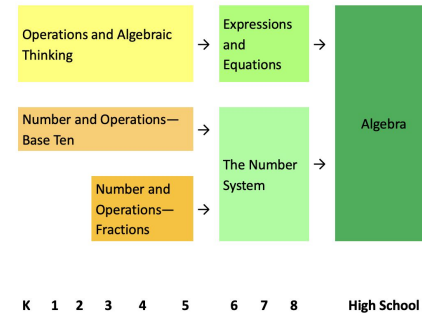 Operations and Algebraic
Thinking
→
Expressions
and
Equations
→
Number and Operations—
Base Ten
→
The Number
System
→
Algebra
Number and
Operations—
Fractions
→
K 1 2 3 4 5 6 7 8 High School